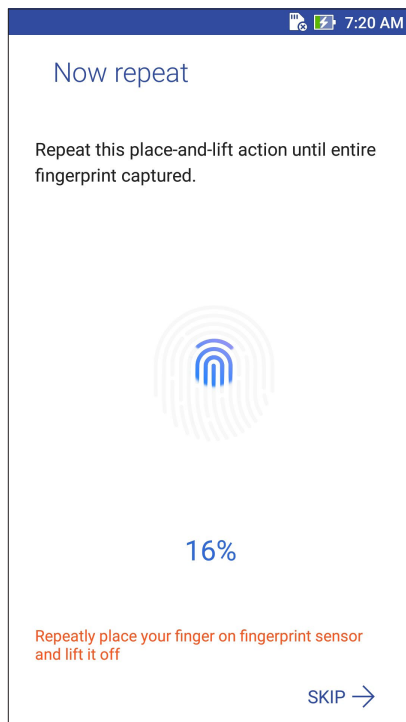 7:20 AM
Now repeat
Repeat this place-and-lift action until entire
fingerprint captured.
16%
Repeatly place your finger on fingerprint sensor
and lift it off
SKIP